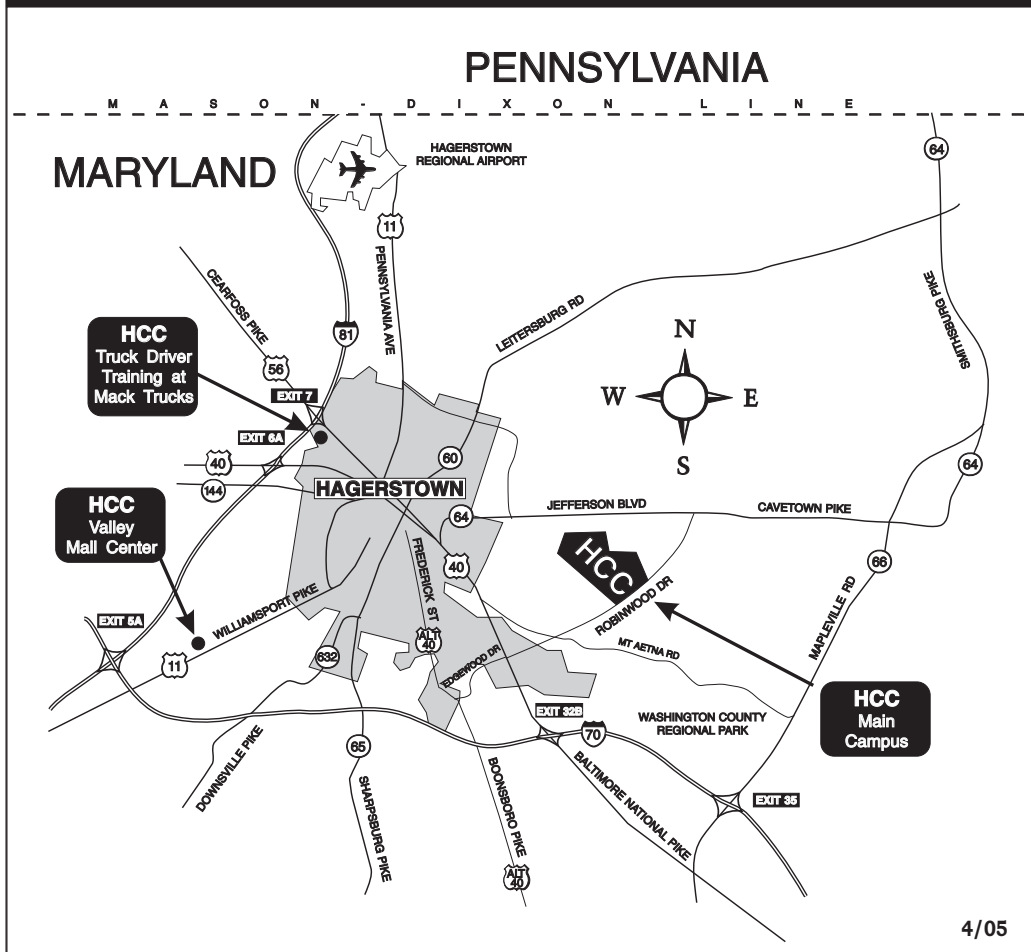 PENNSYLVANIA
MASON-DIXON LINE
MARYLAND
HAGERSTOWN
REGIONAL AIRPORT
64
11
CEARFOSS PIKE
PENNSYLVANIA AVE
LEITERSBURG RD
SMITHSBURG PIKE
81
HCC
Truck Driver
Training at
Mack Trucks
56
EXIT 7
N
W
E
S
EXIT 6A
40
144
60
64
HAGERSTOWN
64
JEFFERSON BLVD
CAVETOWN PIKE
HCC
Valley
Mall Center
FREDERICK ST
40
HCC
66
WILLIAMSPORT PIKE
ROBINWOOD DR
MAPLEVILLE RD
EXIT 5A
11
632
ALT
40
EDGEWOOD DR
MT AETNA RD
HCC
Main
Campus
EXIT 32B
70
WASHINGTON COUNTY
REGIONAL PARK
65
DOWNSVILLE PIKE
SHARPSBURG PIKE
BOONSBORO PIKE
BALTIMORE NATIONAL PIKE
EXIT 35
ALT
40
4/05